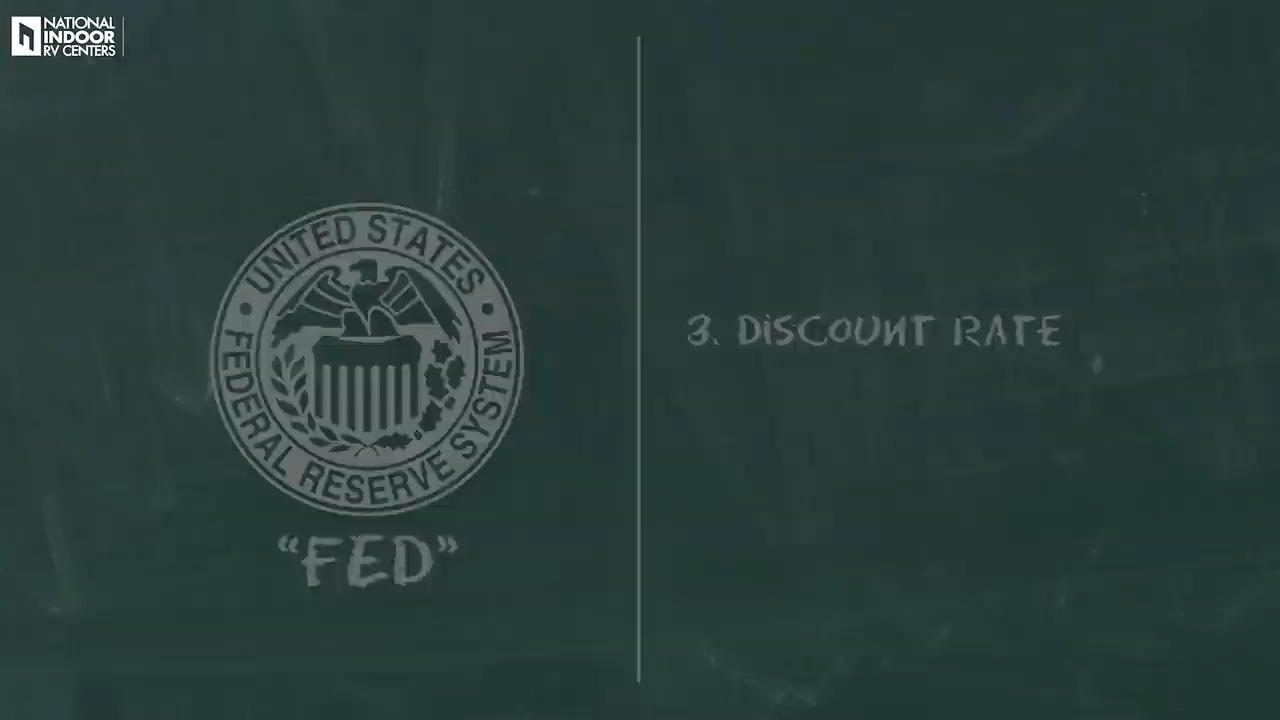 NATIONAL
INDOOR
RV CENTERS
UNITED STATES
FEDERAL RESERVE SYSTEM
"FED"
3. DISCOUNT RATE